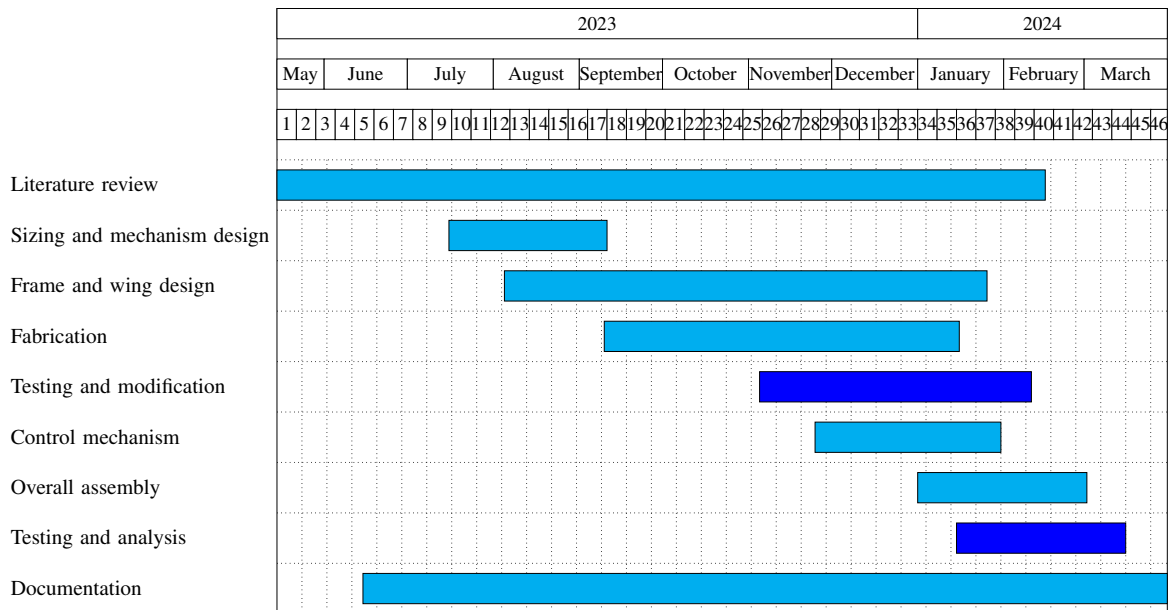 2023 2024
May June July August September October November December January February March
1 2 3 4 5 6 7 8 9 10 11 12 13 14 15 16 17 18 19 20 21 22 23 24 25 26 27 28 29 30 31 32 33 34 35 36 37 38 39 40 41 42 43 44 45 46
Literature review
Sizing and mechanism design
Frame and wing design
Fabrication
Testing and modification
Control mechanism
Overall assembly
Testing and analysis
Documentation